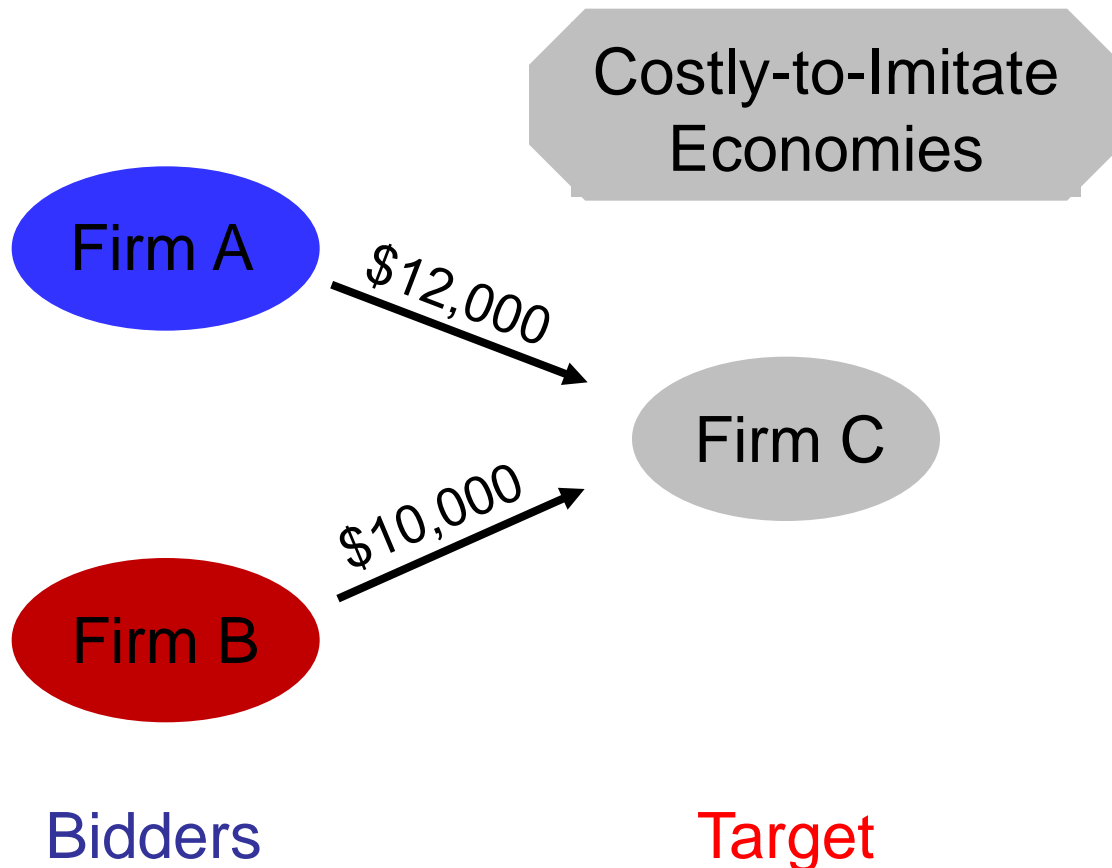 Costly-to-Imitate
Economies
Firm A
$12,000
Firm C
$10,000
Firm B
Bidders
Target